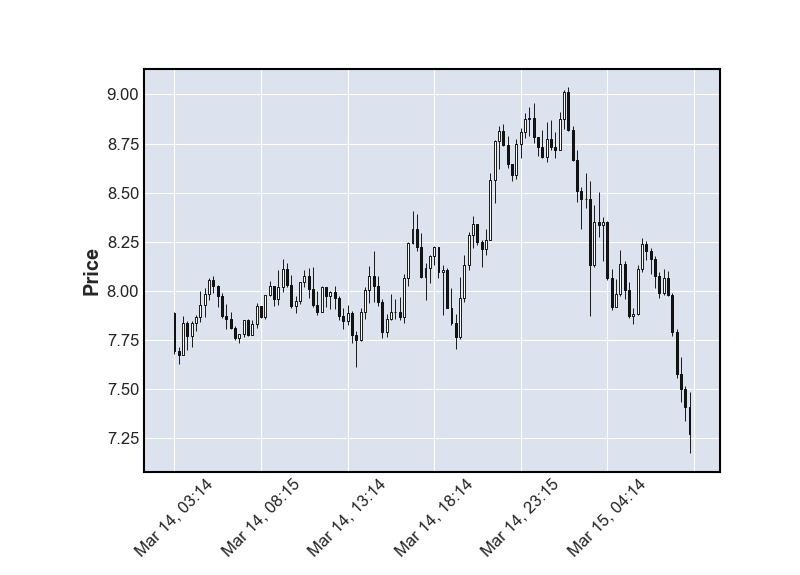 9.00
8.75
8.50
8.25
8.00
7.75
7.50
7.25
Price
Mar 14, 03:14
Mar 14, 08:15
Mar 14, 13:14
Mar 14, 18:14
Mar 14, 23:15
Mar 15, 04:14